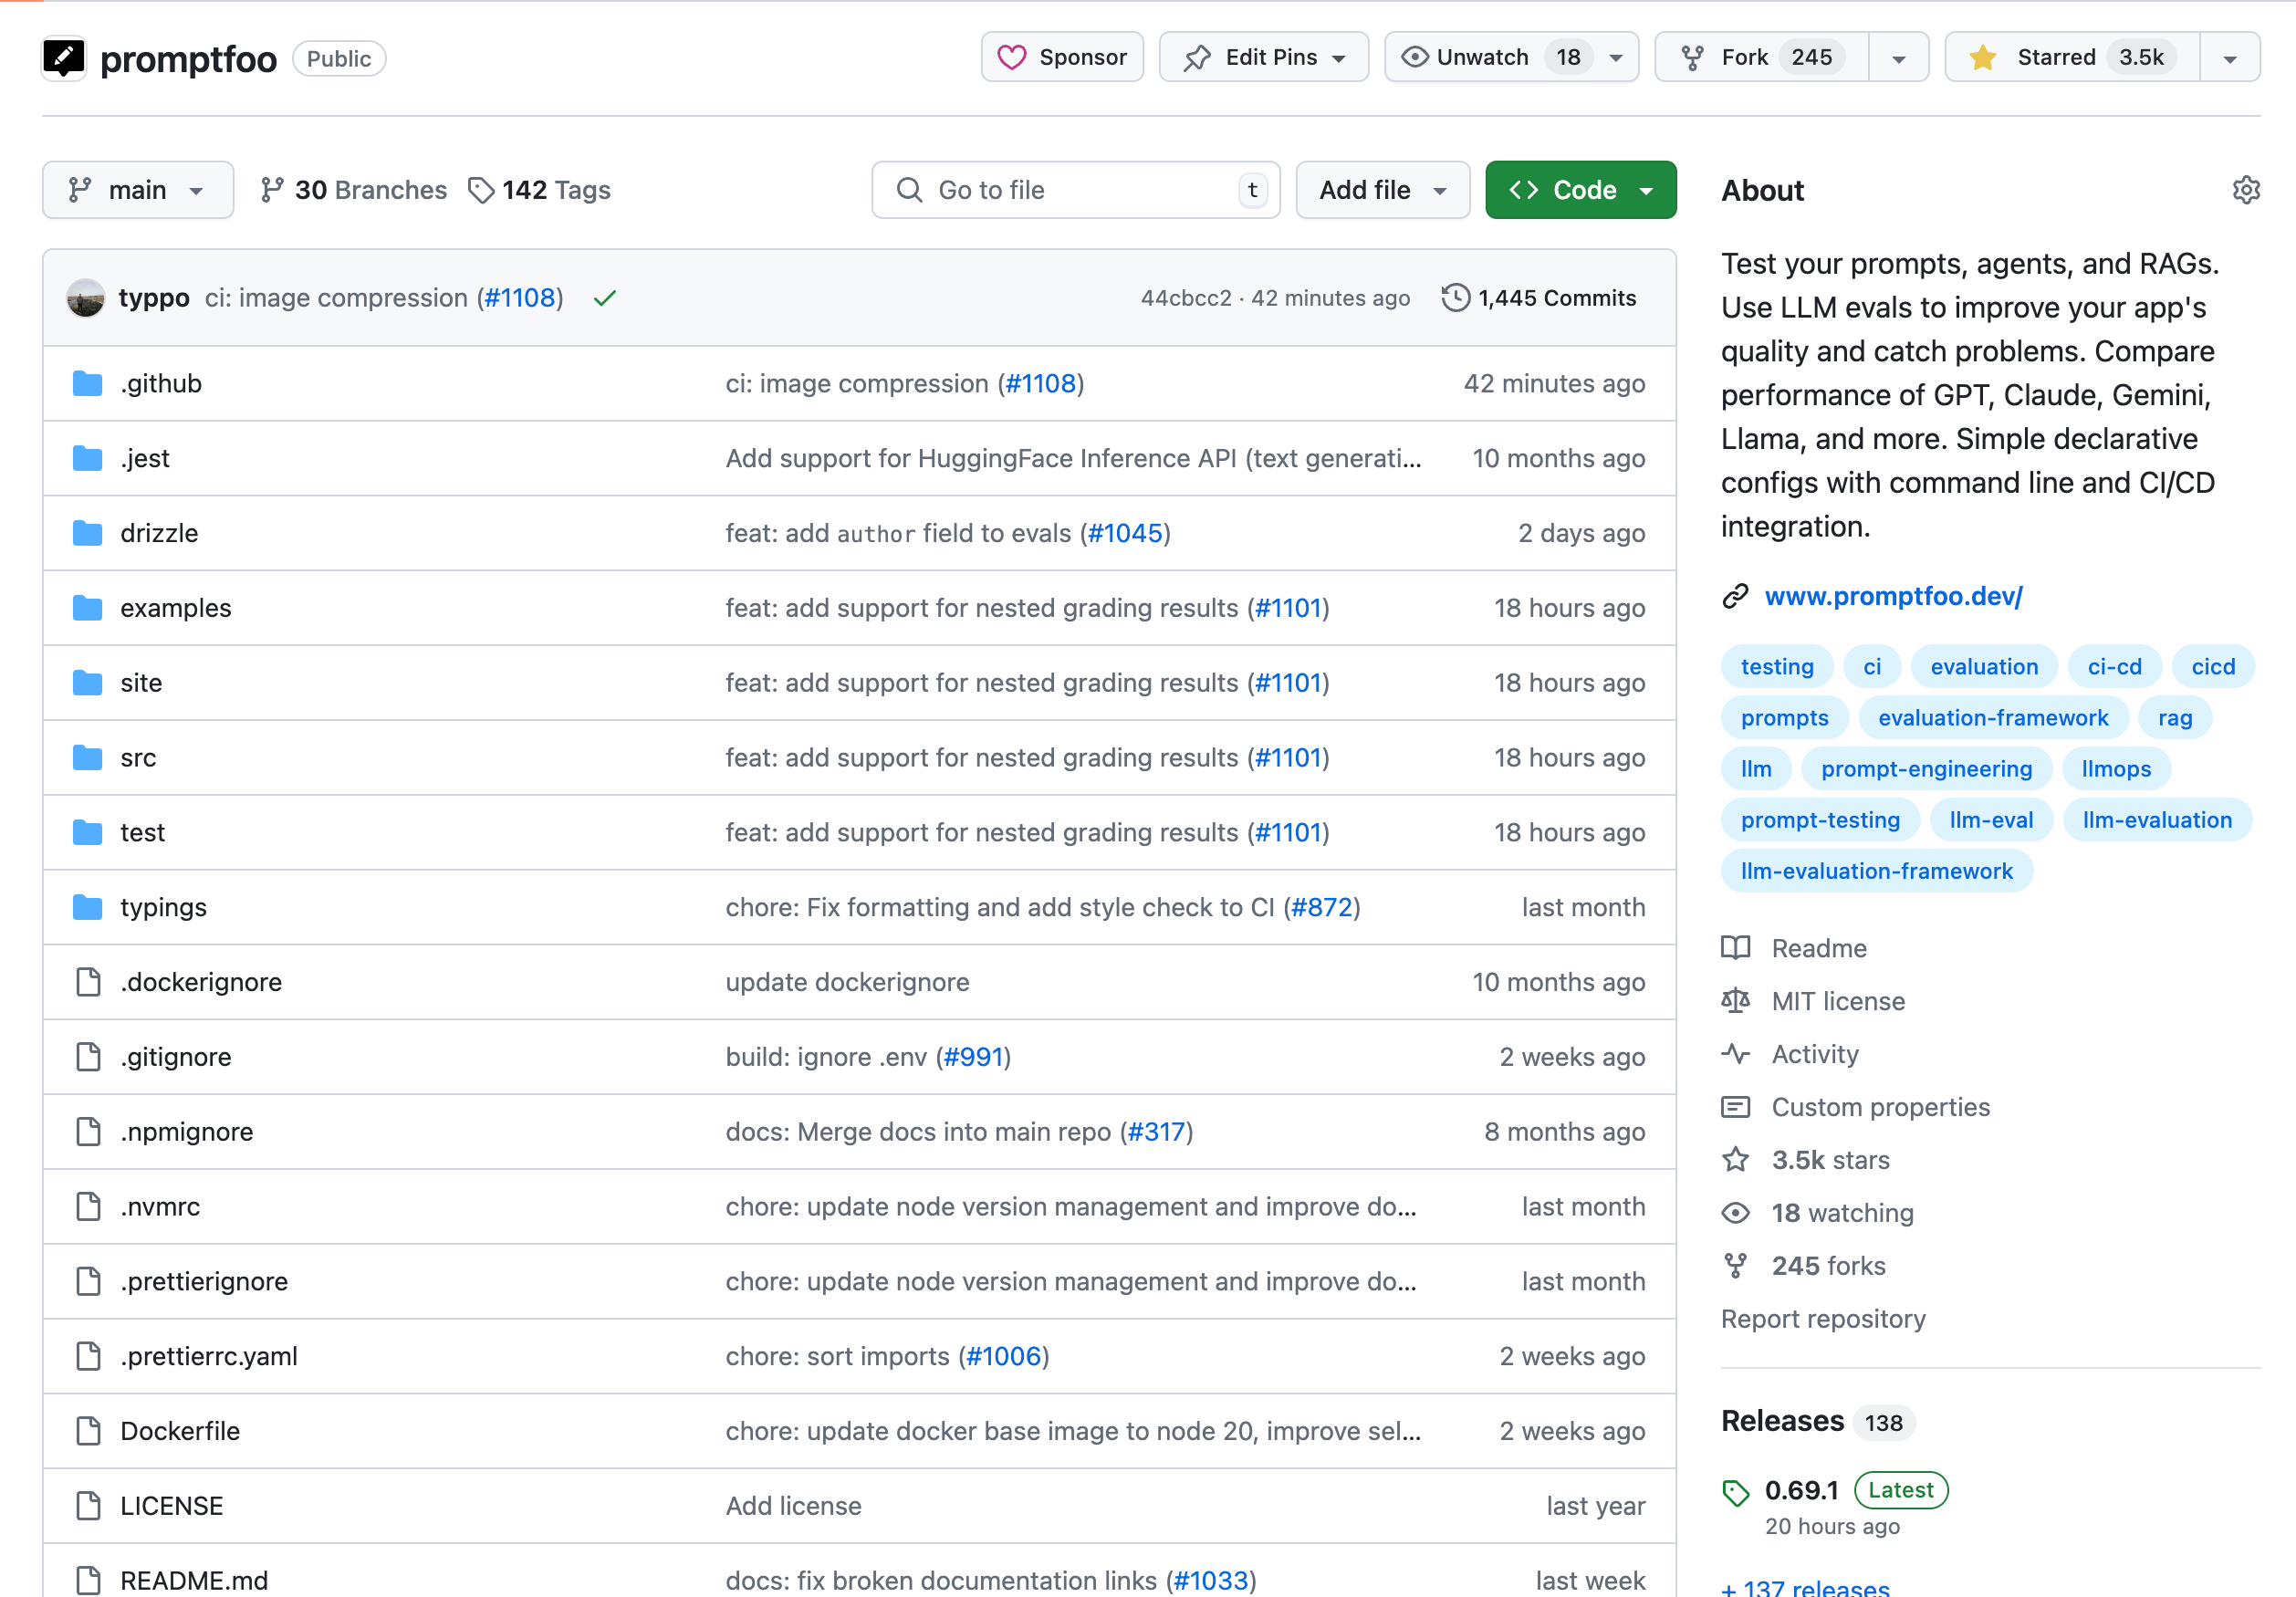 promptfoo Public Sponsor Edit Pins Unwatch 18 Fork 245 Starred 3.5k
main 30 Branches 142 Tags Go to file t Add file Code
typpo ci: image compression (#1108) 44cbcc2 · 42 minutes ago 1,445 Commits
.github ci: image compression (#1108) 42 minutes ago
.jest Add support for HuggingFace Inference API (text generati... 10 months ago
drizzle feat: add author field to evals (#1045) 2 days ago
examples feat: add support for nested grading results (#1101) 18 hours ago
site feat: add support for nested grading results (#1101) 18 hours ago
src feat: add support for nested grading results (#1101) 18 hours ago
test feat: add support for nested grading results (#1101) 18 hours ago
typings chore: Fix formatting and add style check to CI (#872) last month
.dockerignore update dockerignore 10 months ago
.gitignore build: ignore .env (#991) 2 weeks ago
.npmignore docs: Merge docs into main repo (#317) 8 months ago
.nvmrc chore: update node version management and improve do... last month
.prettierignore chore: update node version management and improve do... last month
.prettierrc.yaml chore: sort imports (#1006) 2 weeks ago
Dockerfile chore: update docker base image to node 20, improve sel... 2 weeks ago
LICENSE Add license last year
README.md docs: fix broken documentation links (#1033) last week
About
Test your prompts, agents, and RAGs.
Use LLM evals to improve your app's
quality and catch problems. Compare
performance of GPT, Claude, Gemini,
Llama, and more. Simple declarative
configs with command line and CI/CD
integration.
www.promptfoo.dev/
testing ci evaluation ci-cd cicd
prompts evaluation-framework rag
llm prompt-engineering llmops
prompt-testing llm-eval llm-evaluation
llm-evaluation-framework
Readme
MIT license
Activity
Custom properties
3.5k stars
18 watching
245 forks
Report repository
Releases 138
0.69.1 Latest
20 hours ago
+ 137 releases